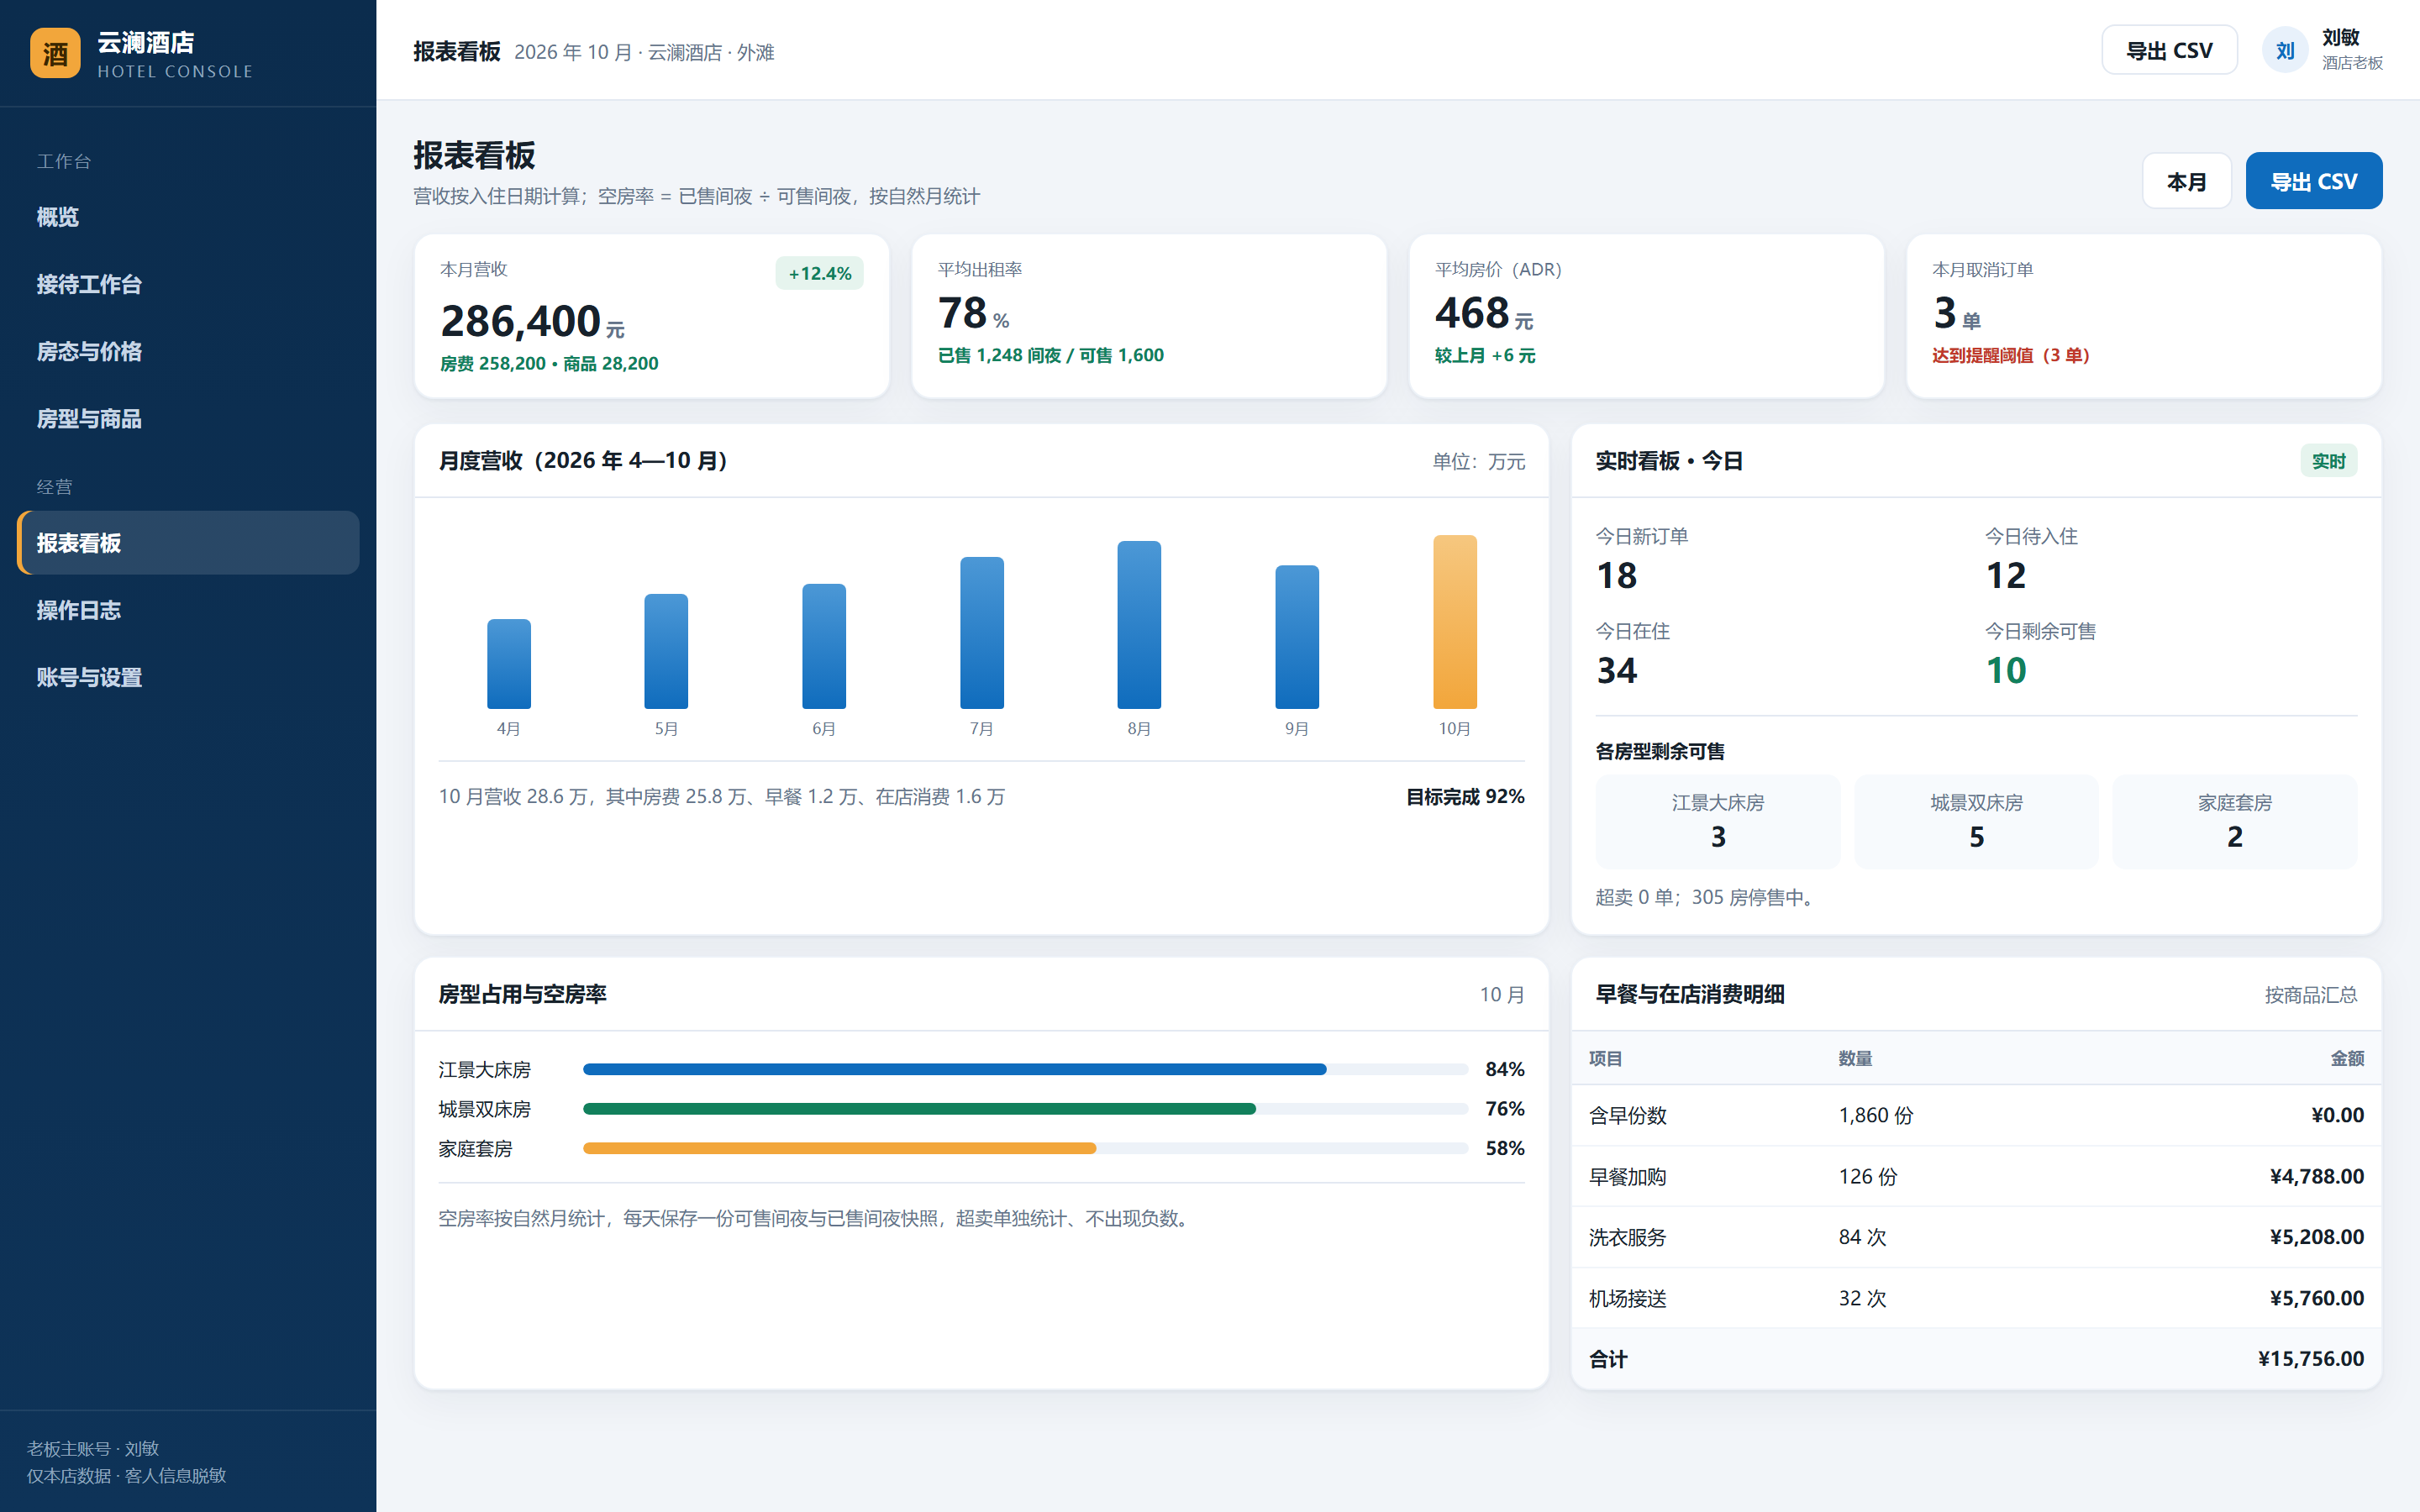 酒
云澜酒店
HOTEL CONSOLE
工作台
概览
接待工作台
房态与价格
房型与商品
经营
报表看板
操作日志
账号与设置
老板主账号 · 刘敏
仅本店数据 · 客人信息脱敏
报表看板 2026 年 10 月 · 云澜酒店 · 外滩
导出 CSV
刘
刘敏
酒店老板
报表看板
营收按入住日期计算；空房率 = 已售间夜 ÷ 可售间夜，按自然月统计
本月
导出 CSV
本月营收
+12.4%
286,400 元
房费 258,200 • 商品 28,200
平均出租率
78 %
已售 1,248 间夜 / 可售 1,600
平均房价（ADR）
468 元
较上月 +6 元
本月取消订单
3 单
达到提醒阈值（3 单）
月度营收（2026 年 4—10 月）
单位：万元
4月
5月
6月
7月
8月
9月
10月
10 月营收 28.6 万，其中房费 25.8 万、早餐 1.2 万、在店消费 1.6 万
目标完成 92%
实时看板 • 今日
实时
今日新订单
18
今日待入住
12
今日在住
34
今日剩余可售
10
各房型剩余可售
江景大床房
3
城景双床房
5
家庭套房
2
超卖 0 单；305 房停售中。
房型占用与空房率
10 月
江景大床房 84%
城景双床房 76%
家庭套房 58%
空房率按自然月统计，每天保存一份可售间夜与已售间夜快照，超卖单独统计、不出现负数。
早餐与在店消费明细
按商品汇总
项目 数量 金额
含早份数 1,860 份 ¥0.00
早餐加购 126 份 ¥4,788.00
洗衣服务 84 次 ¥5,208.00
机场接送 32 次 ¥5,760.00
合计 ¥15,756.00